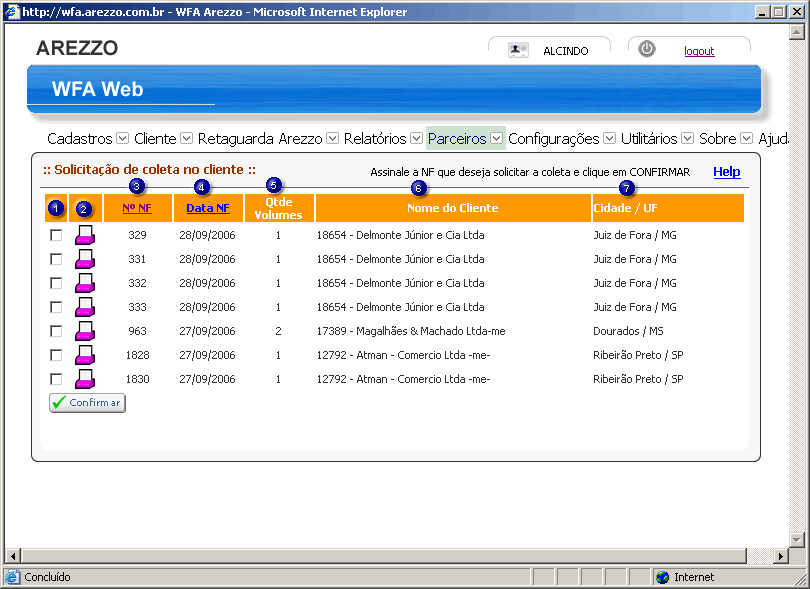 http://wfa.arezzo.com.br - WFA Arezzo - Microsoft Internet Explorer
AREZZO
ALCINDO
logout
WFA Web
Cadastros Cliente Retaguarda Arezzo Relatórios Parceiros Configurações Utilitários Sobre Ajuda
:: Solicitação de coleta no cliente ::
Assinale a NF que deseja solicitar a coleta e clique em CONFIRMAR
Help
1 2 3 4 5 6 7
Nº NF Data NF Qtde Volumes Nome do Cliente Cidade / UF
329 28/09/2006 1 18654 - Delmonte Júnior e Cia Ltda Juiz de Fora / MG
331 28/09/2006 1 18654 - Delmonte Júnior e Cia Ltda Juiz de Fora / MG
332 28/09/2006 1 18654 - Delmonte Júnior e Cia Ltda Juiz de Fora / MG
333 28/09/2006 1 18654 - Delmonte Júnior e Cia Ltda Juiz de Fora / MG
963 27/09/2006 2 17389 - Magalhães & Machado Ltda-me Dourados / MS
1828 27/09/2006 1 12792 - Atman - Comercio Ltda -me- Ribeirão Preto / SP
1830 27/09/2006 1 12792 - Atman - Comercio Ltda -me- Ribeirão Preto / SP
Confirmar
Concluído
Internet